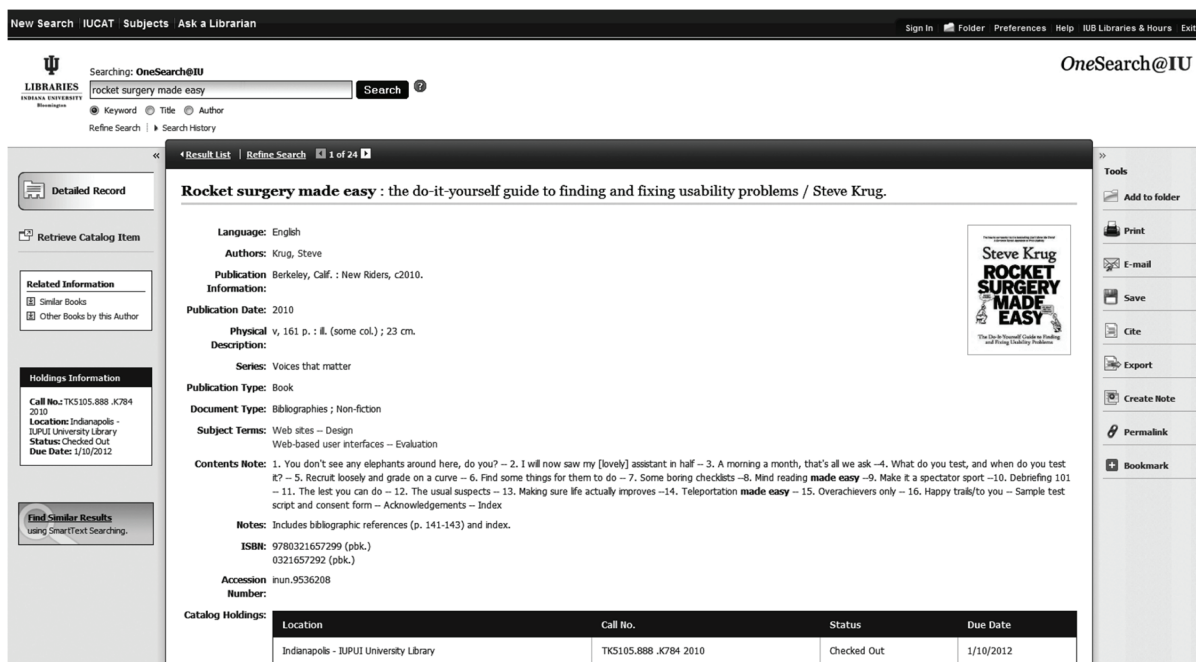 New Search | IUCAT | Subjects | Ask a Librarian
Sign In | Folder | Preferences | Help | IUB Libraries & Hours | Exit
LIBRARIES
INDIANA UNIVERSITY
Bloomington
Searching: OneSearch@IU
rocket surgery made easy
Search
?
OneSearch@IU
Keyword Title Author
Refine Search | Search History
«
Detailed Record
Retrieve Catalog Item
Related Information
Similar Books
Other Books by this Author
Holdings Information
Call No.: TK5105.888 .K784
2010
Location: Indianapolis -
IUPUI University Library
Status: Checked Out
Due Date: 1/10/2012
Find Similar Results
using SmartText Searching.
Result List | Refine Search 1 of 24
Rocket surgery made easy : the do-it-yourself guide to finding and fixing usability problems / Steve Krug.
Language: English
Authors: Krug, Steve
Publication Information: Berkeley, Calif. : New Riders, c2010.
Publication Date: 2010
Physical Description: v, 161 p. : ill. (some col.) ; 23 cm.
Series: Voices that matter
Publication Type: Book
Document Type: Bibliographies ; Non-fiction
Subject Terms: Web sites -- Design
Web-based user interfaces -- Evaluation
Contents Note: 1. You don't see any elephants around here, do you? -- 2. I will now saw my [lovely] assistant in half -- 3. A morning a month, that's all we ask --4. What do you test, and when do you test
it? -- 5. Recruit loosely and grade on a curve -- 6. Find some things for them to do -- 7. Some boring checklists --8. Mind reading made easy --9. Make it a spectator sport --10. Debriefing 101
-- 11. The lest you can do -- 12. The usual suspects -- 13. Making sure life actually improves --14. Teleportation made easy -- 15. Overachievers only -- 16. Happy trails/to you -- Sample test
script and consent form -- Acknowledgements -- Index
Notes: Includes bibliographic references (p. 141-143) and index.
ISBN: 9780321657299 (pbk.)
0321657292 (pbk.)
Accession Number: inun.9536208
Catalog Holdings:
Location Call No. Status Due Date
Indianapolis - IUPUI University Library TK5105.888 .K784 2010 Checked Out 1/10/2012
Steve Krug
ROCKET
SURGERY
MADE
EASY
The Do-It-Yourself Guide to Finding
and Fixing Usability Problems
»
Tools
Add to folder
Print
E-mail
Save
Cite
Export
Create Note
Permalink
Bookmark